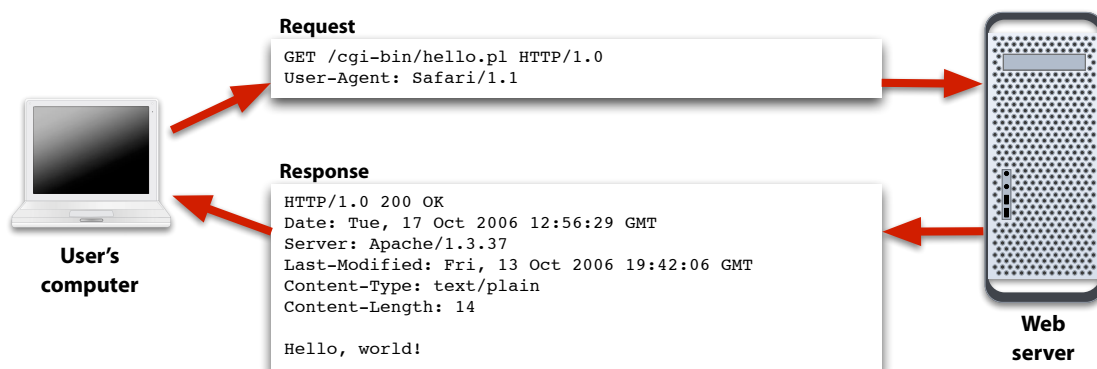 Request
GET /cgi-bin/hello.pl HTTP/1.0
User-Agent: Safari/1.1
User's
computer
Response
HTTP/1.0 200 OK
Date: Tue, 17 Oct 2006 12:56:29 GMT
Server: Apache/1.3.37
Last-Modified: Fri, 13 Oct 2006 19:42:06 GMT
Content-Type: text/plain
Content-Length: 14
Hello, world!
Web
server